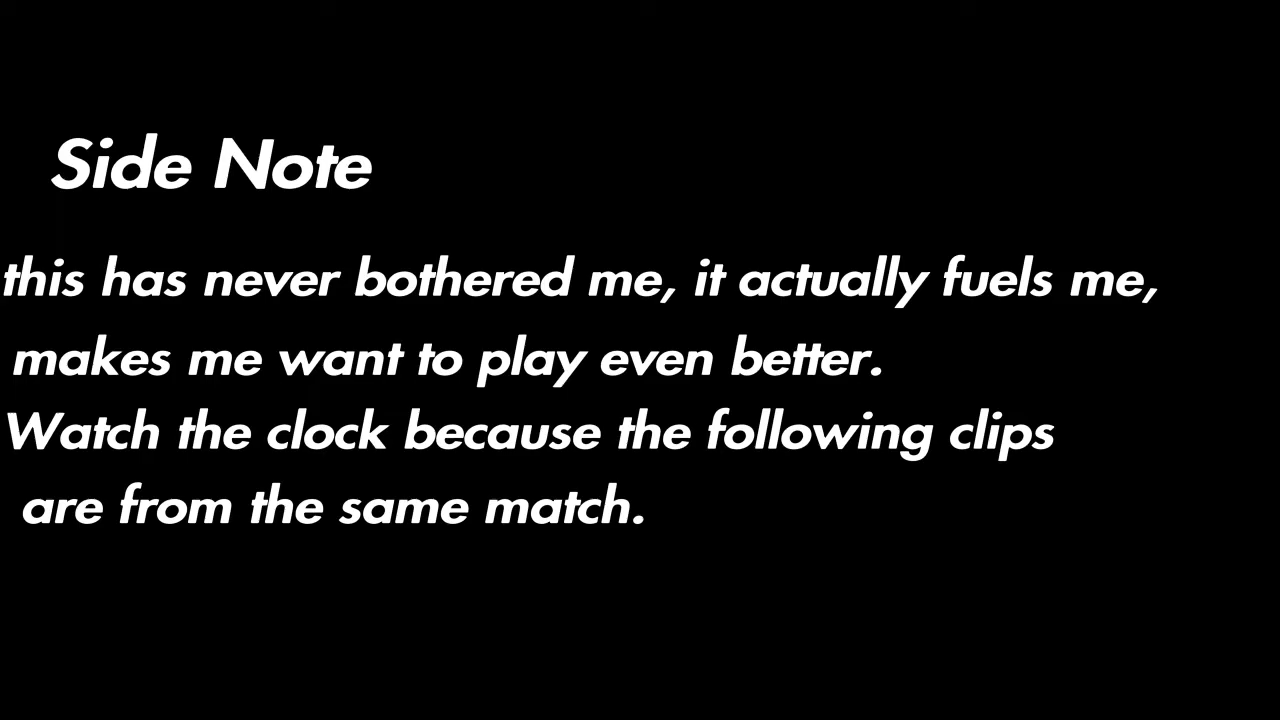 Side Note
this has never bothered me, it actually fuels me,
makes me want to play even better.
Watch the clock because the following clips
are from the same match.